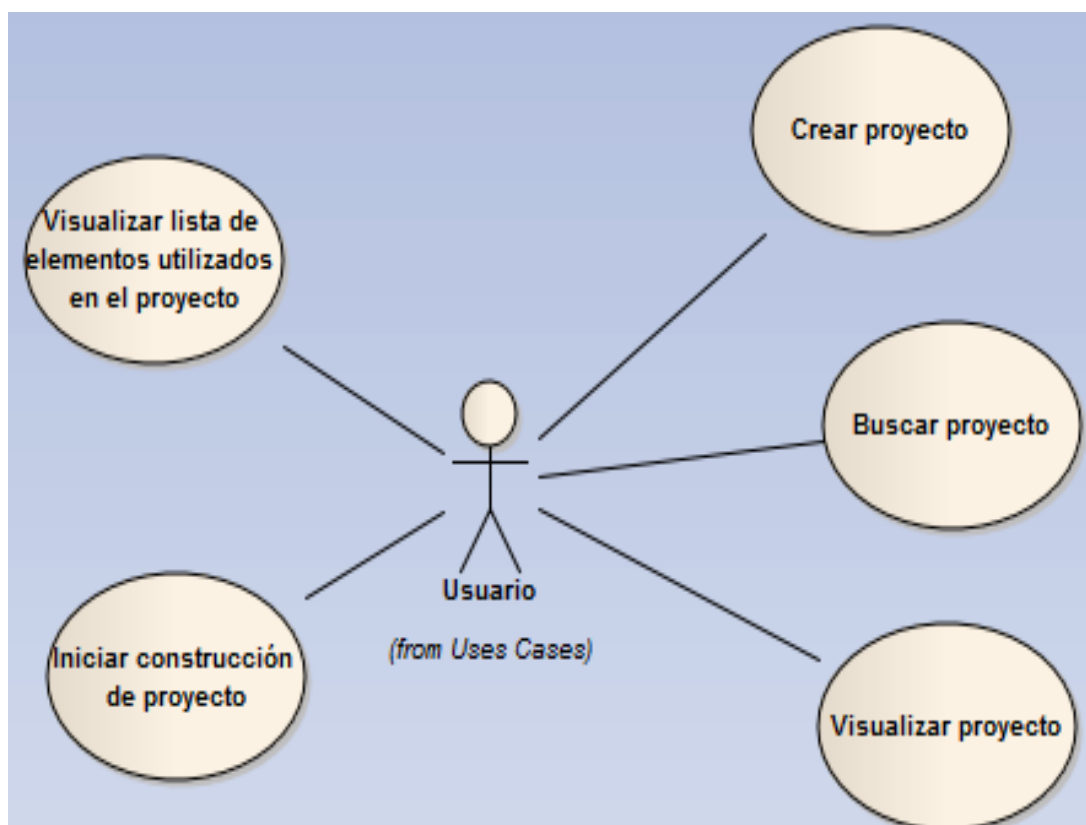 Crear proyecto
Visualizar lista de
elementos utilizados
en el proyecto
Buscar proyecto
Usuario
(from Uses Cases)
Iniciar construcción
de proyecto
Visualizar proyecto